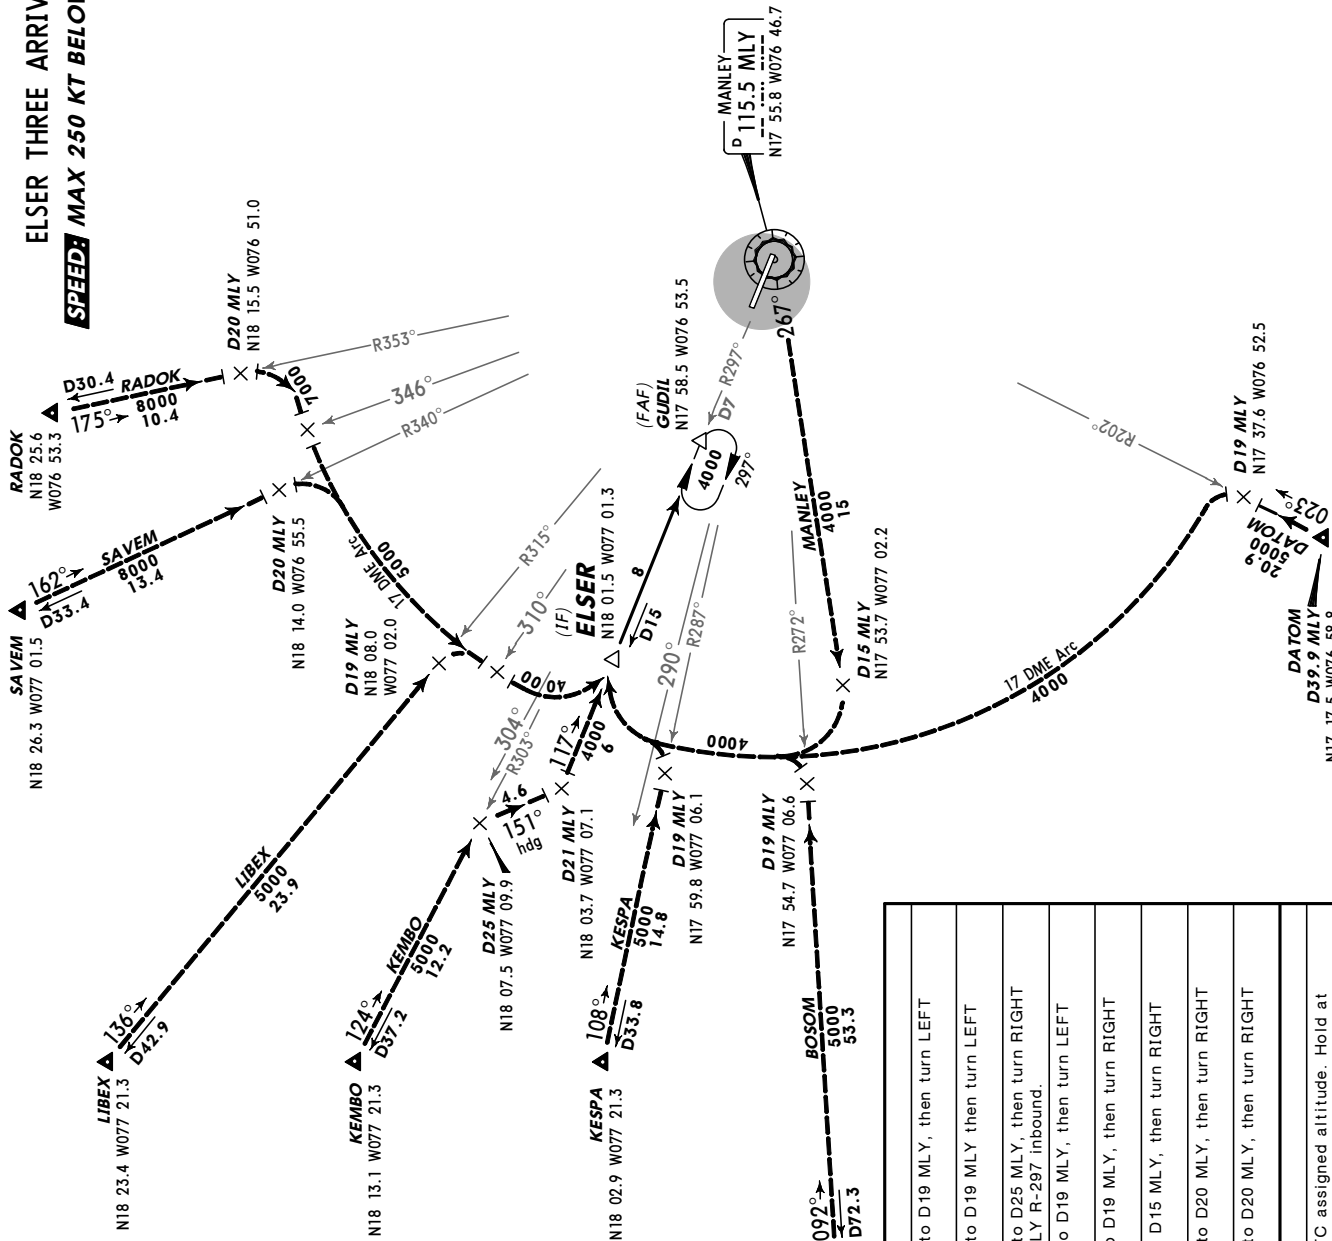 ELSER THREE ARRIV
SPEED: MAX 250 KT BELO
RADOK
N18 25.6
W076 53.3
D30.4
RADOK
175°
8000
10.4
D20 MLY
N18 15.5 W076 51.0
R353°
7000
346°
R340°
SAVEM
N18 26.3 W077 01.5
162°
D33.4
SAVEM
8000
13.4
D20 MLY
N18 14.0 W076 55.5
5000
17 DME Arc
R315°
D19 MLY
N18 08.0
W077 02.0
310°
(IF)
ELSER
N18 01.5 W077 01.3
4000
D15
8
(FAF)
GUDIL
N17 58.5 W076 53.5
R297°
D7
4000
297°
MANLEY
D 115.5 MLY
N17 55.8 W076 46.7
267°
MANLEY
4000
15
D15 MLY
N17 53.7 W077 02.2
290°
R287°
R272°
R202°
D19 MLY
N17 37.6 W076 52.5
023°
DATOM
5000
20.9
DATOM
D39.9 MLY
N17 17.5 W076 58.8
17 DME Arc
4000
4000
304°
R303°
117°
4000
6
4.6
151°
hdg
D21 MLY
N18 03.7 W077 07.1
D25 MLY
N18 07.5 W077 09.9
D19 MLY
N17 59.8 W077 06.1
D19 MLY
N17 54.7 W077 06.6
LIBEX
N18 23.4 W077 21.3
136°
D42.9
LIBEX
5000
23.9
KEMBO
N18 13.1 W077 21.3
124°
D37.2
KEMBO
5000
12.2
KESPA
N18 02.9 W077 21.3
108°
D33.8
KESPA
5000
14.8
092°
D72.3
BOSOM
5000
53.3
to D19 MLY, then turn LEFT
to D19 MLY then turn LEFT
to D25 MLY, then turn RIGHT
LY R-297 inbound.
o D19 MLY, then turn LEFT
o D19 MLY, then turn RIGHT
D15 MLY, then turn RIGHT
to D20 MLY, then turn RIGHT
to D20 MLY, then turn RIGHT
TC assigned altitude. Hold at